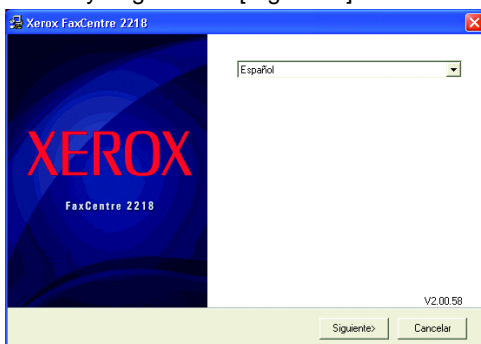 Xerox FaxCentre 2218
Español
XEROX
FaxCentre 2218
V2.00.58
Siguiente>
Cancelar